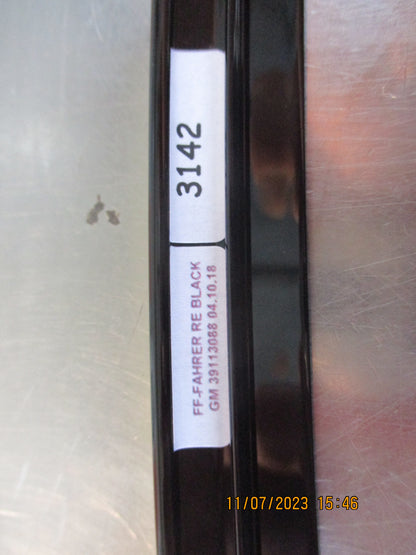 3142
FF-FAHRER RE BLACK
GM 39113088 04.10.18
11/07/2023 15:46